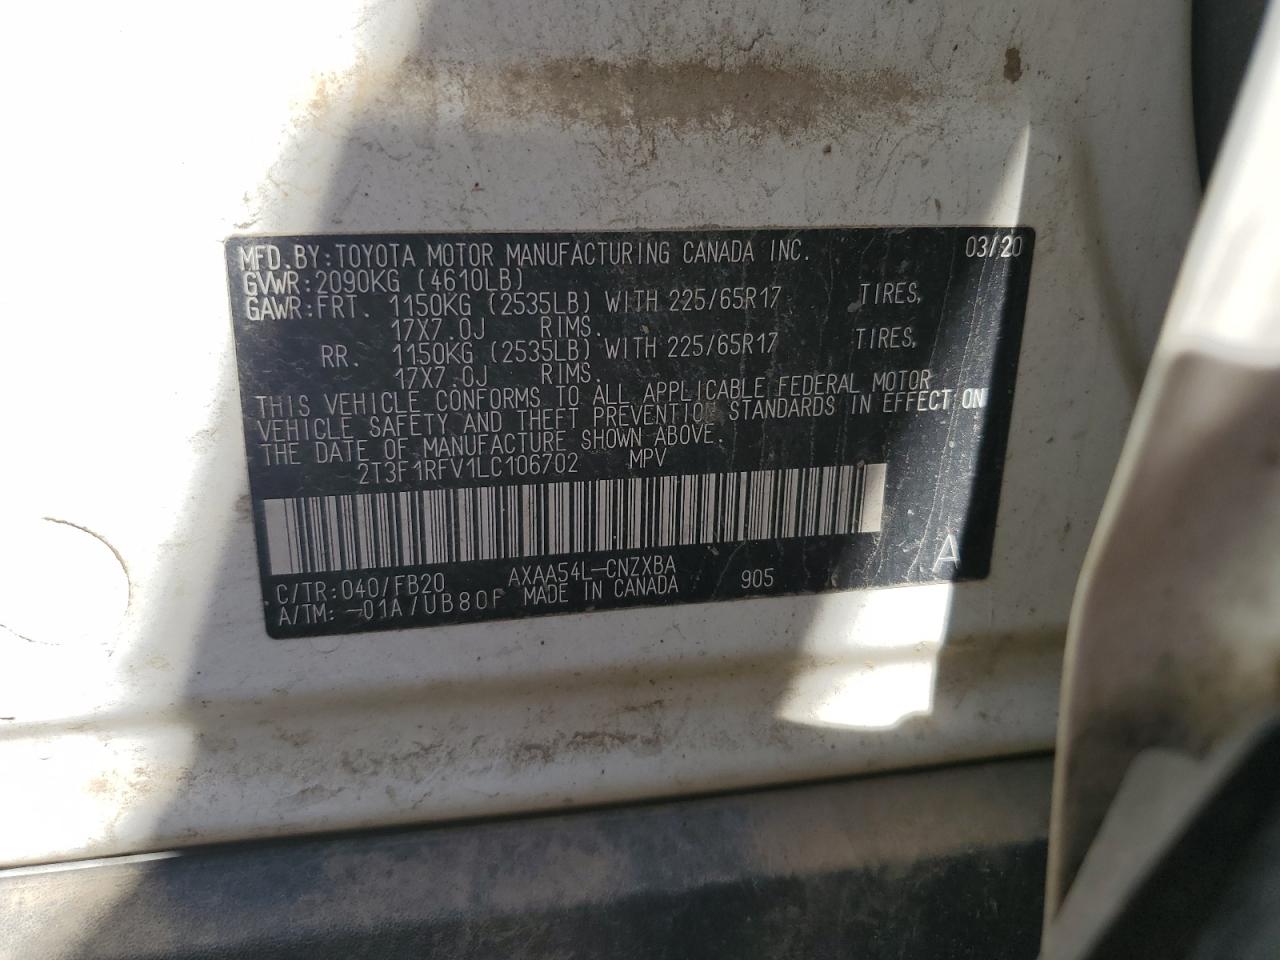 MFD.BY:TOYOTA MOTOR MANUFACTURING CANADA INC. 03/20
GVWR:2090KG (4610LB)
GAWR:FRT. 1150KG (2535LB) WITH 225/65R17 TIRES,
17X7.0J RIMS.
RR. 1150KG (2535LB) WITH 225/65R17 TIRES,
17X7.0J RIMS.
THIS VEHICLE CONFORMS TO ALL APPLICABLE FEDERAL MOTOR
VEHICLE SAFETY AND THEFT PREVENTION STANDARDS IN EFFECT ON
THE DATE OF MANUFACTURE SHOWN ABOVE.
2T3F1RFV1LC106702 MPV
C/TR:040/FB20 AXAA54L-CNZXBA 905 A
A/TM:-01A/UB80F MADE IN CANADA